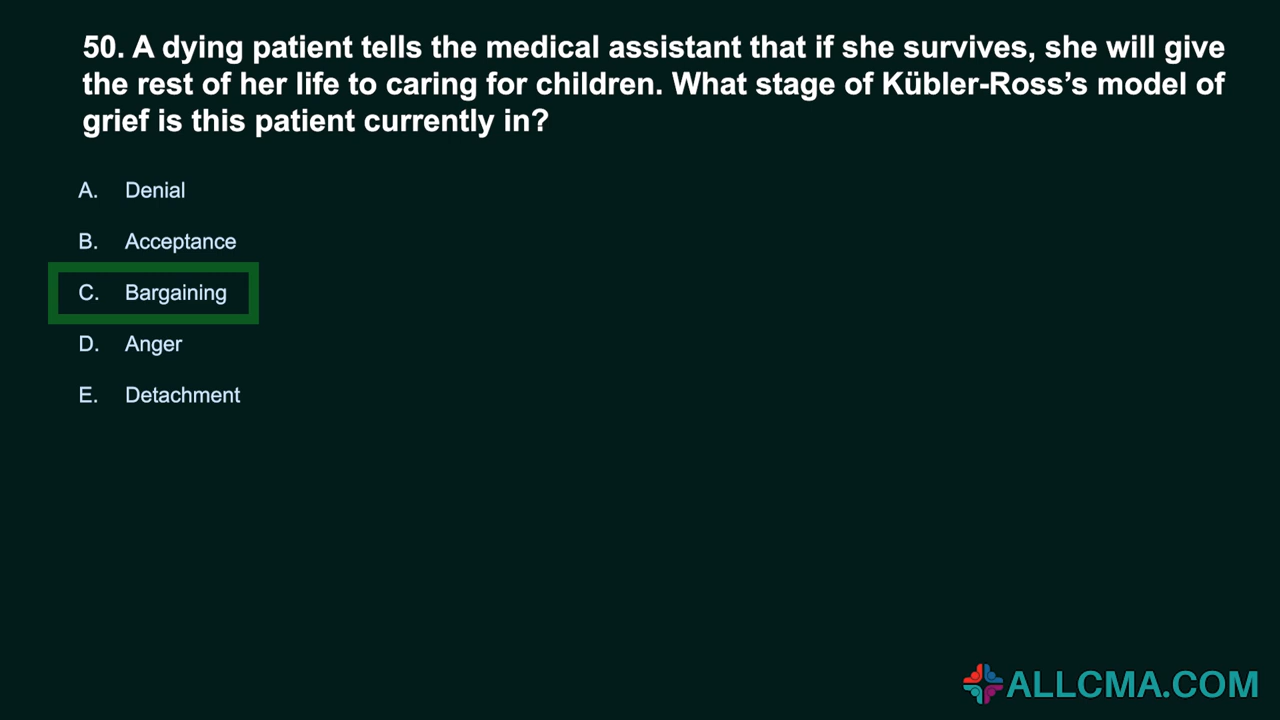 50. A dying patient tells the medical assistant that if she survives, she will give
the rest of her life to caring for children. What stage of Kübler-Ross’s model of
grief is this patient currently in?
A. Denial
B. Acceptance
C. Bargaining
D. Anger
E. Detachment
ALLCMA.COM